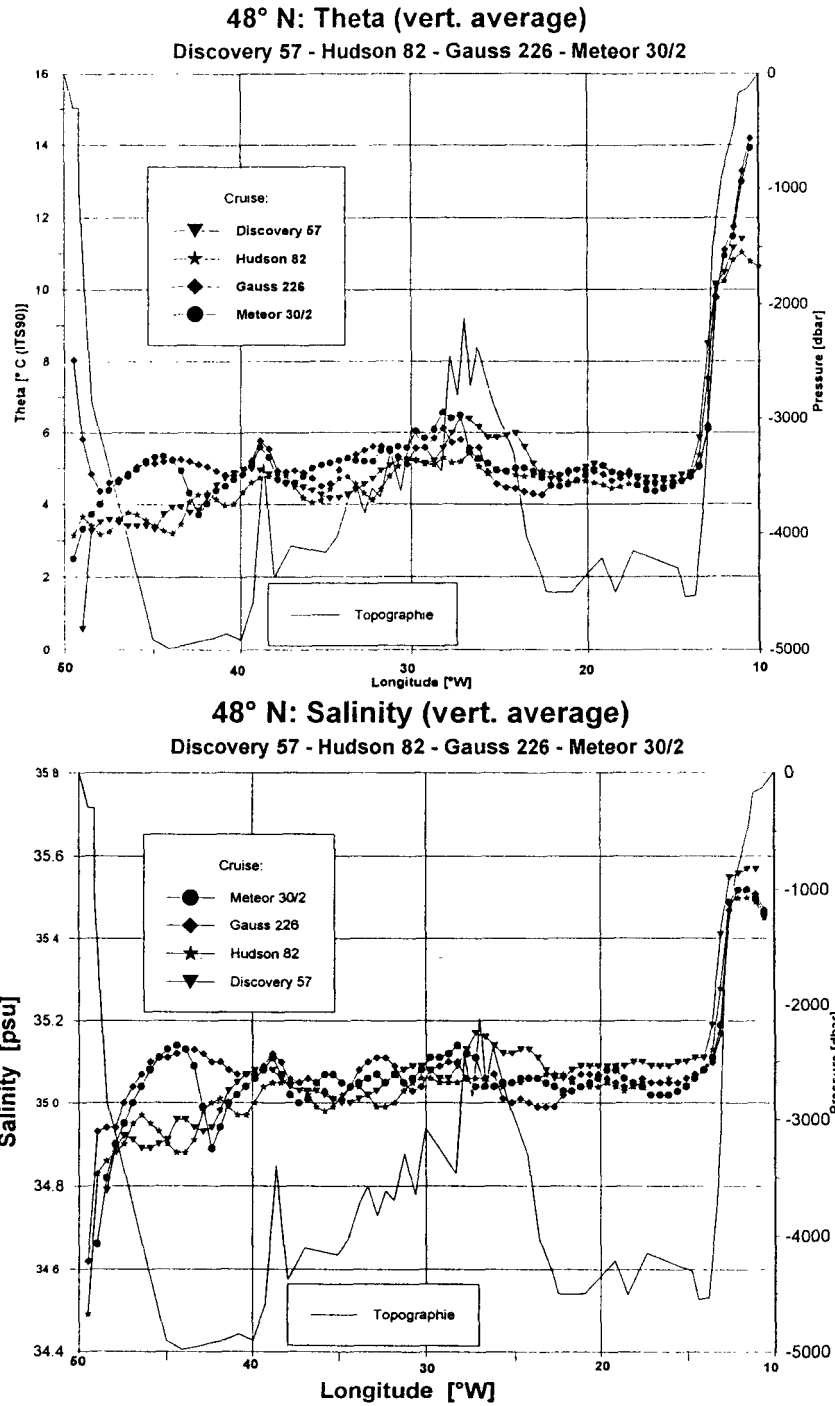 48° N: Theta (vert. average)
Discovery 57 - Hudson 82 - Gauss 226 - Meteor 30/2
16
14
12
10
8
6
4
2
0
Theta [° C (ITS90)]
Cruise:
Discovery 57
Hudson 82
Gauss 226
Meteor 30/2
Topographie
0
-1000
-2000
-3000
-4000
-5000
Pressure [dbar]
50
40
30
20
10
Longitude [°W]
48° N: Salinity (vert. average)
Discovery 57 - Hudson 82 - Gauss 226 - Meteor 30/2
35.8
35.6
35.4
35.2
35.0
34.8
34.6
34.4
Salinity [psu]
Cruise:
Meteor 30/2
Gauss 226
Hudson 82
Discovery 57
Topographie
0
-1000
-2000
-3000
-4000
-5000
Pressure [dbar]
50
40
30
20
10
Longitude [°W]